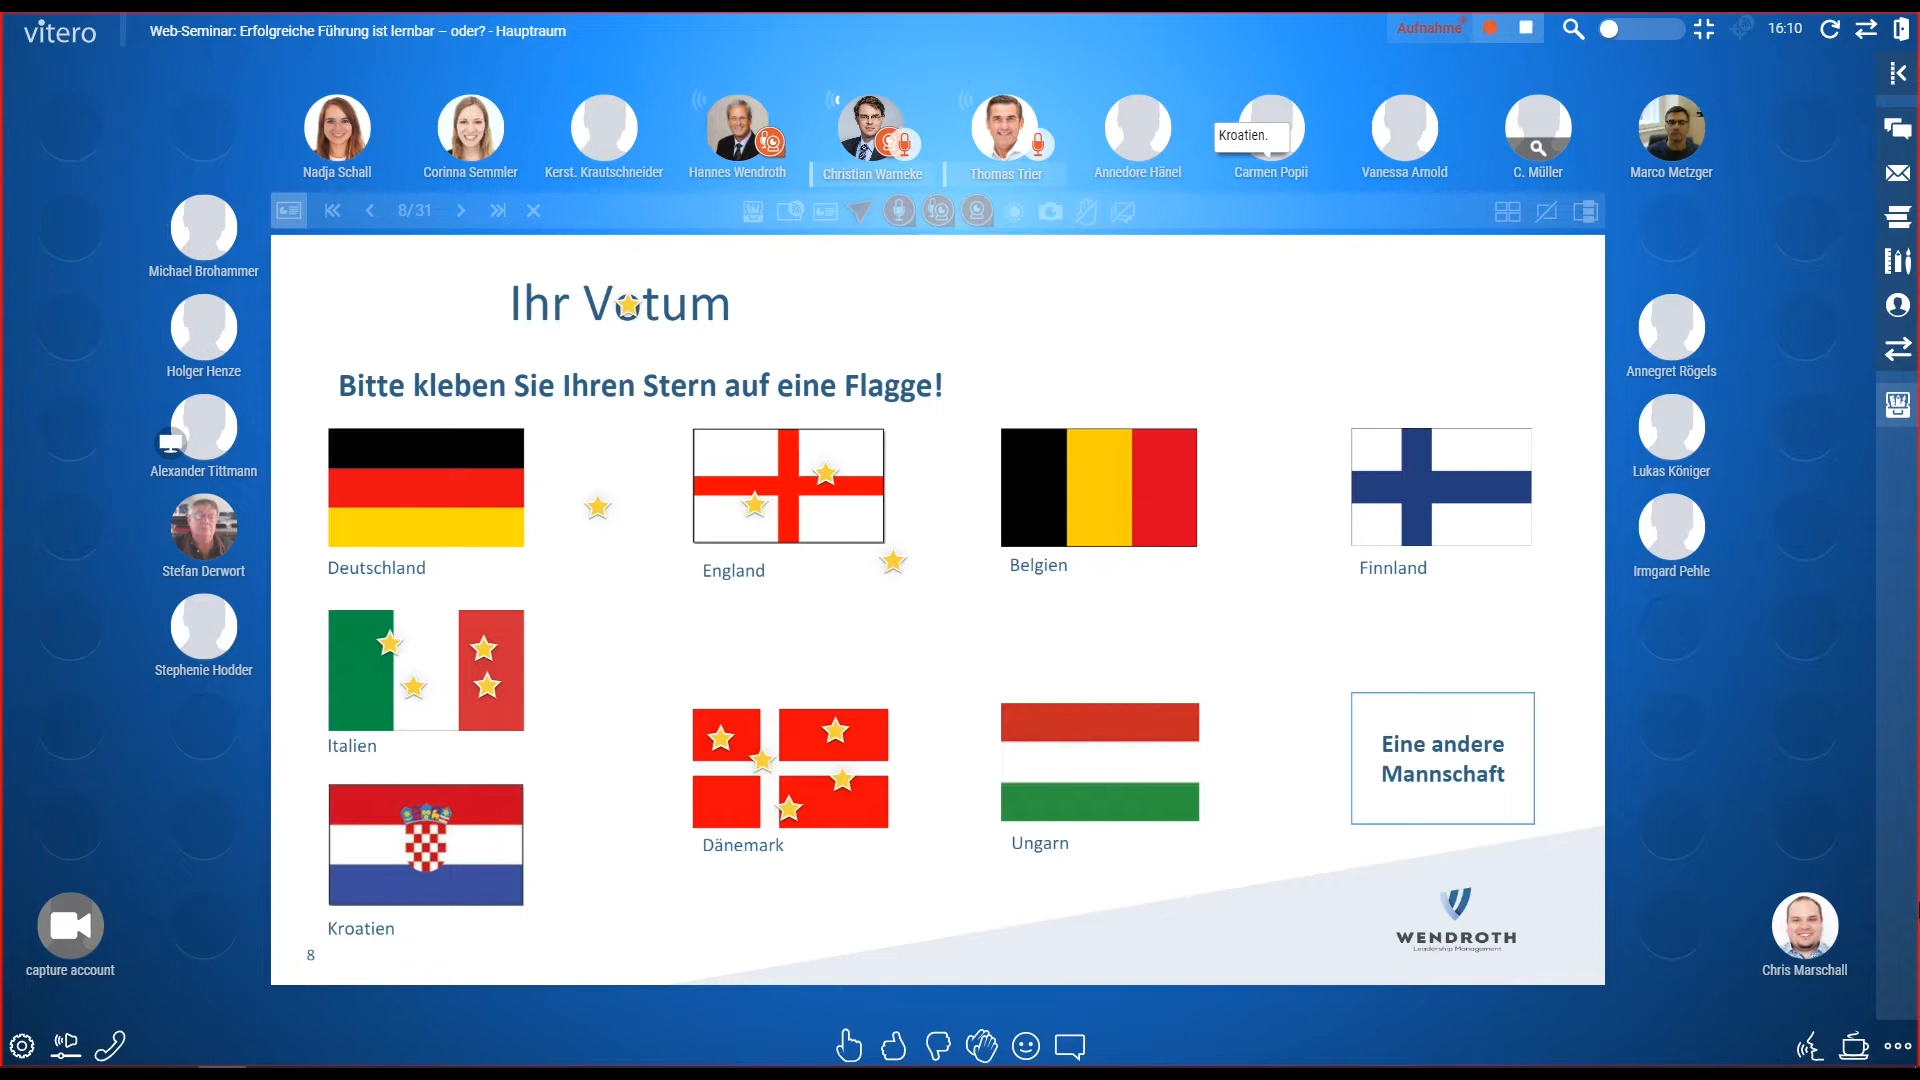 vitero
Web-Seminar: Erfolgreiche Führung ist lernbar – oder? - Hauptraum
Aufnahme
16:10
Kroatien.
Nadja Schall
Corinna Semmler
Kerst. Krautschneider
Hannes Wendroth
Christian Warneke
Thomas Trier
Annedore Hänel
Carmen Popii
Vanessa Arnold
C. Müller
Marco Metzger
8/31
Michael Brohammer
Holger Henze
Alexander Tittmann
Stefan Derwort
Stephenie Hodder
Annegret Rögels
Lukas Königer
Irmgard Pehle
Ihr Votum
Bitte kleben Sie Ihren Stern auf eine Flagge!
Deutschland
England
Belgien
Finnland
Italien
Dänemark
Ungarn
Eine andere
Mannschaft
Kroatien
8
WENDROTH
Leadership Management
capture account
Chris Marschall